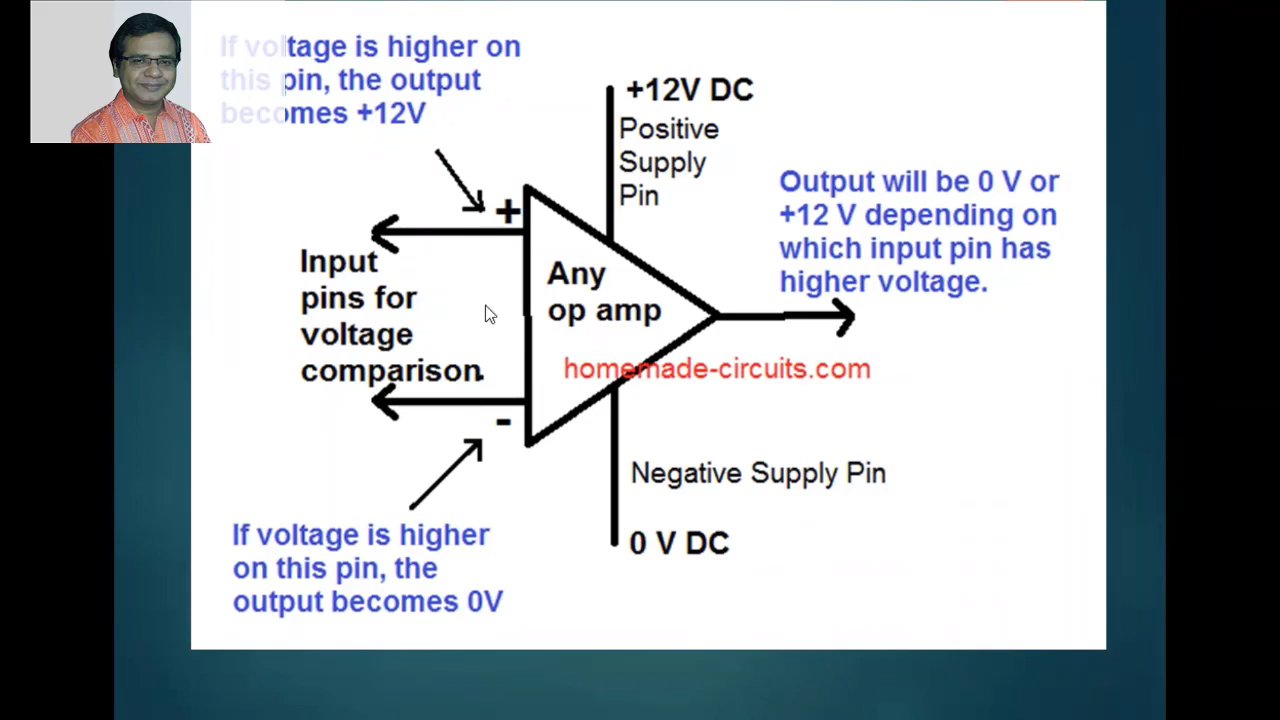 If voltage is higher on
this pin, the output
becomes +12V
+12V DC
Positive
Supply
Pin
Output will be 0 V or
+12 V depending on
which input pin has
higher voltage.
+
Input
pins for
voltage
comparison.
Any
op amp
homemade-circuits.com
-
Negative Supply Pin
If voltage is higher
on this pin, the
output becomes 0V
0 V DC